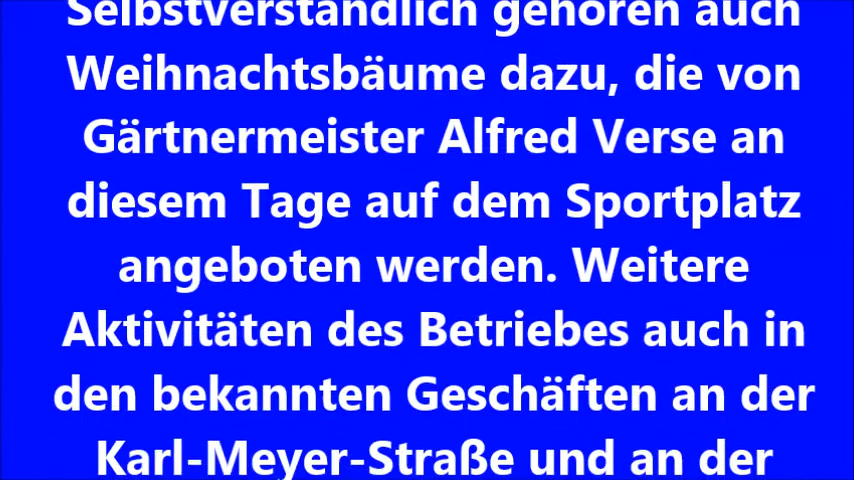 Selbstverständlich gehören auch
Weihnachtsbäume dazu, die von
Gärtnermeister Alfred Verse an
diesem Tage auf dem Sportplatz
angeboten werden. Weitere
Aktivitäten des Betriebes auch in
den bekannten Geschäften an der
Karl-Meyer-Straße und an der